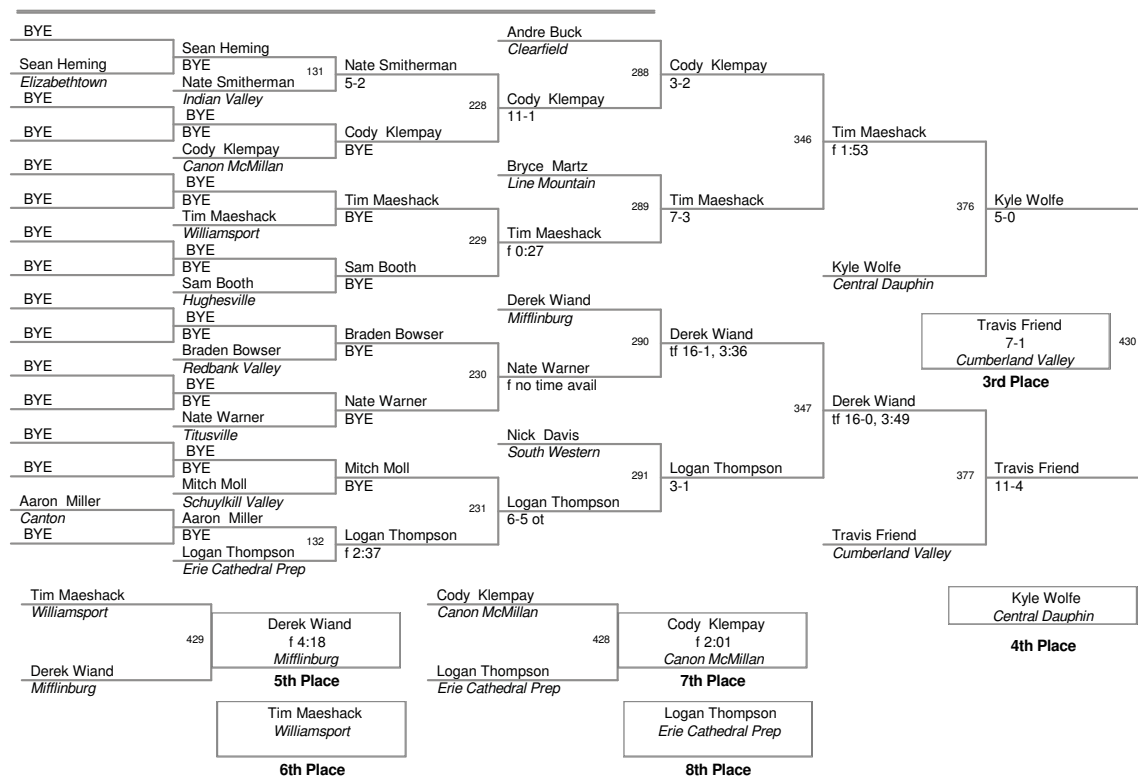 BYE
Sean Heming
Elizabethtown
BYE
BYE
BYE
BYE
BYE
BYE
BYE
BYE
BYE
BYE
BYE
BYE
BYE
Aaron Miller
Canton
BYE
Sean Heming
BYE
131
Nate Smitherman
Indian Valley
BYE
BYE
Cody Klempay
Canon McMillan
BYE
BYE
Tim Maeshack
Williamsport
BYE
BYE
Sam Booth
Hughesville
BYE
BYE
Braden Bowser
Redbank Valley
BYE
BYE
Nate Warner
Titusville
BYE
BYE
Mitch Moll
Schuylkill Valley
Aaron Miller
BYE
132
Logan Thompson
Erie Cathedral Prep
Nate Smitherman
5-2
228
Cody Klempay
BYE
Tim Maeshack
BYE
229
Sam Booth
BYE
Braden Bowser
BYE
230
Nate Warner
BYE
Mitch Moll
BYE
231
Logan Thompson
f 2:37
Andre Buck
Clearfield
288
Cody Klempay
11-1
Bryce Martz
Line Mountain
289
Tim Maeshack
f 0:27
Derek Wiand
Mifflinburg
290
Nate Warner
f no time avail
Nick Davis
South Western
291
Logan Thompson
6-5 ot
Cody Klempay
3-2
346
Tim Maeshack
7-3
Derek Wiand
tf 16-1, 3:36
347
Logan Thompson
3-1
Tim Maeshack
f 1:53
376
Kyle Wolfe
Central Dauphin
Derek Wiand
tf 16-0, 3:49
377
Travis Friend
Cumberland Valley
Kyle Wolfe
5-0
Travis Friend
7-1
Cumberland Valley
430
3rd Place
Travis Friend
11-4
Kyle Wolfe
Central Dauphin
4th Place
Tim Maeshack
Williamsport
429
Derek Wiand
Mifflinburg
Derek Wiand
f 4:18
Mifflinburg
5th Place
Tim Maeshack
Williamsport
6th Place
Cody Klempay
Canon McMillan
428
Logan Thompson
Erie Cathedral Prep
Cody Klempay
f 2:01
Canon McMillan
7th Place
Logan Thompson
Erie Cathedral Prep
8th Place